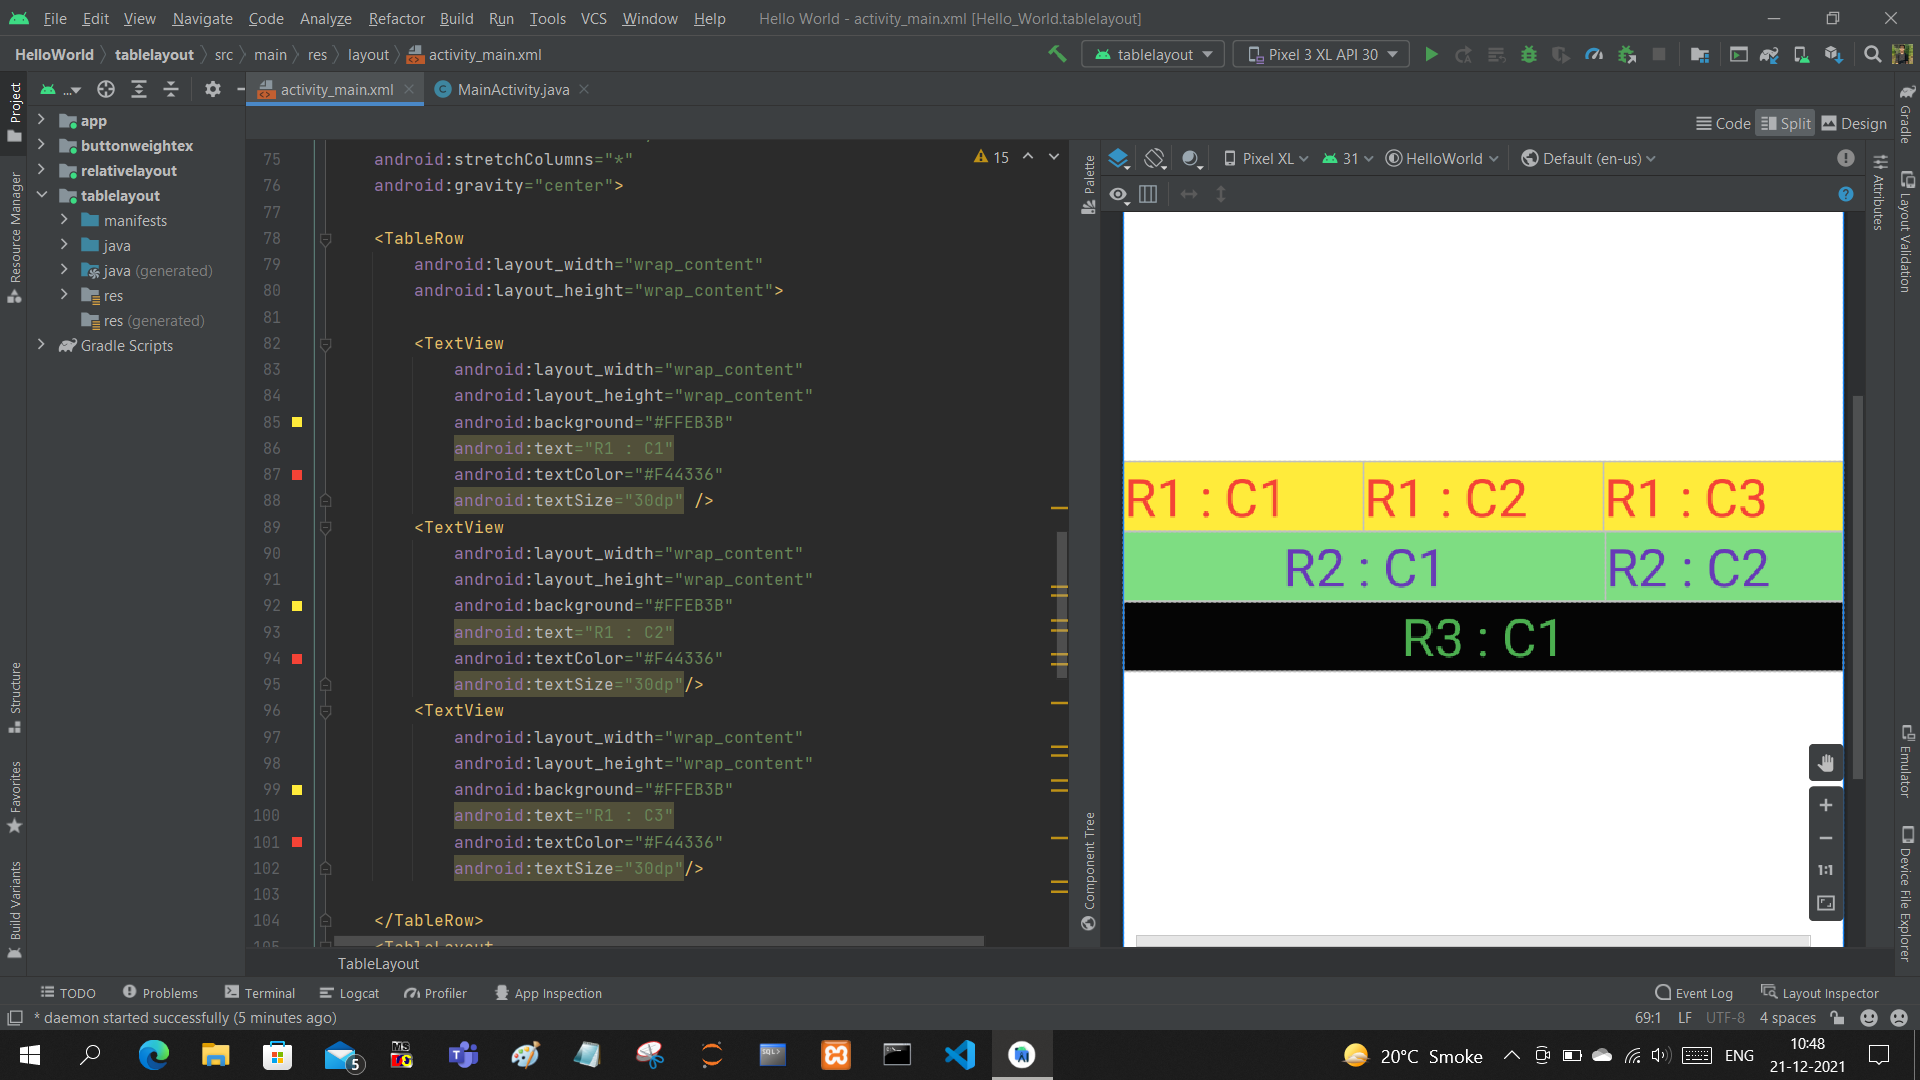 File Edit View Navigate Code Analyze Refactor Build Run Tools VCS Window Help Hello World - activity_main.xml [Hello_World.tablelayout]
HelloWorld tablelayout src main res layout activity_main.xml tablelayout Pixel 3 XL API 30
... activity_main.xml MainActivity.java
Code Split Design
Project
Resource Manager
Structure
Favorites
Build Variants
app
buttonweightex
relativelayout
tablelayout
manifests
java
java (generated)
res
res (generated)
Gradle Scripts
15
75 android:stretchColumns="*"
76 android:gravity="center">
77
78 <TableRow
79 android:layout_width="wrap_content"
80 android:layout_height="wrap_content">
81
82 <TextView
83 android:layout_width="wrap_content"
84 android:layout_height="wrap_content"
85 android:background="#FFEB3B"
86 android:text="R1 : C1"
87 android:textColor="#F44336"
88 android:textSize="30dp" />
89 <TextView
90 android:layout_width="wrap_content"
91 android:layout_height="wrap_content"
92 android:background="#FFEB3B"
93 android:text="R1 : C2"
94 android:textColor="#F44336"
95 android:textSize="30dp"/>
96 <TextView
97 android:layout_width="wrap_content"
98 android:layout_height="wrap_content"
99 android:background="#FFEB3B"
100 android:text="R1 : C3"
101 android:textColor="#F44336"
102 android:textSize="30dp"/>
103
104 </TableRow>
105 <TableLayout
TableLayout
Palette
Component Tree
Pixel XL 31 HelloWorld Default (en-us)
R1 : C1 R1 : C2 R1 : C3
R2 : C1 R2 : C2
R3 : C1
1:1
Attributes
Gradle
Layout Validation
Emulator
Device File Explorer
TODO Problems Terminal Logcat Profiler App Inspection Event Log Layout Inspector
* daemon started successfully (5 minutes ago) 69:1 LF UTF-8 4 spaces
5 MS SQL> 20°C Smoke ENG 10:48
21-12-2021